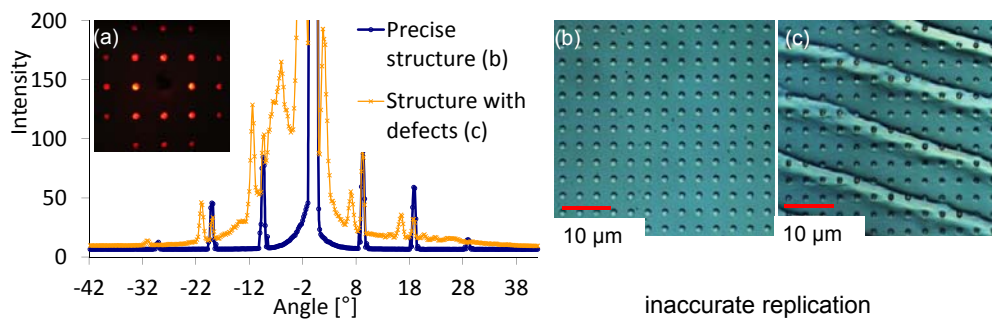 200
(a)
Precise
structure (b)
150
Structure with
defects (c)
100
50
0
Intensity
-42 -32 -22 -12 -2 8 18 28 38
Angle [°]
(b)
10 µm
(c)
10 µm
inaccurate replication